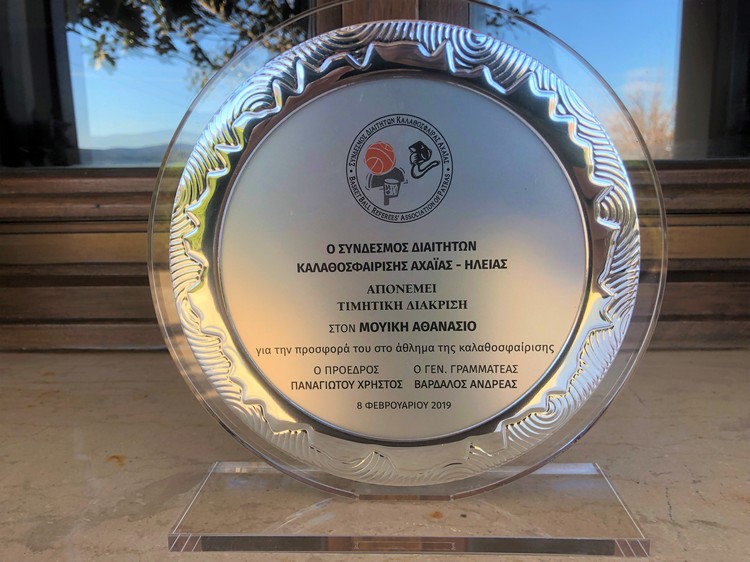 ΣΥΝΔΕΣΜΟΣ ΔΙΑΙΤΗΤΩΝ ΚΑΛΑΘΟΣΦΑΙΡΑΣ ΑΧΑΪΑΣ
BASKETBALL REFEREES' ASSOCIATION OF PATRAS
Ο ΣΥΝΔΕΣΜΟΣ ΔΙΑΙΤΗΤΩΝ
ΚΑΛΑΘΟΣΦΑΙΡΙΣΗΣ ΑΧΑΪΑΣ - ΗΛΕΙΑΣ
ΑΠΟΝΕΜΕΙ
ΤΙΜΗΤΙΚΗ ΔΙΑΚΡΙΣΗ
ΣΤΟΝ ΜΟΥΙΚΗ ΑΘΑΝΑΣΙΟ
για την προσφορά του στο άθλημα της καλαθοσφαίρισης
Ο ΠΡΟΕΔΡΟΣ Ο ΓΕΝ. ΓΡΑΜΜΑΤΕΑΣ
ΠΑΝΑΓΙΩΤΟΥ ΧΡΗΣΤΟΣ ΒΑΡΔΑΛΟΣ ΑΝΔΡΕΑΣ
8 ΦΕΒΡΟΥΑΡΙΟΥ 2019